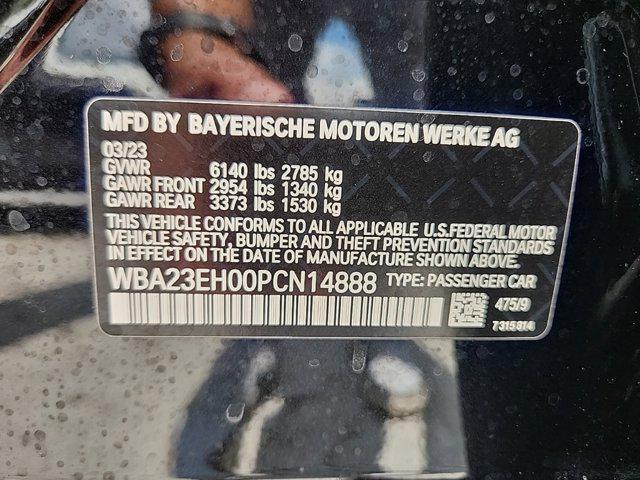 MFD BY BAYERISCHE MOTOREN WERKE AG
03/23
GVWR 6140 lbs 2785 kg
GAWR FRONT 2954 lbs 1340 kg
GAWR REAR 3373 lbs 1530 kg
THIS VEHICLE CONFORMS TO ALL APPLICABLE U.S.FEDERAL MOTOR
VEHICLE SAFETY, BUMPER AND THEFT PREVENTION STANDARDS
IN EFFECT ON THE DATE OF MANUFACTURE SHOWN ABOVE.
WBA23EH00PCN14888 TYPE: PASSENGER CAR
475/9
7315814